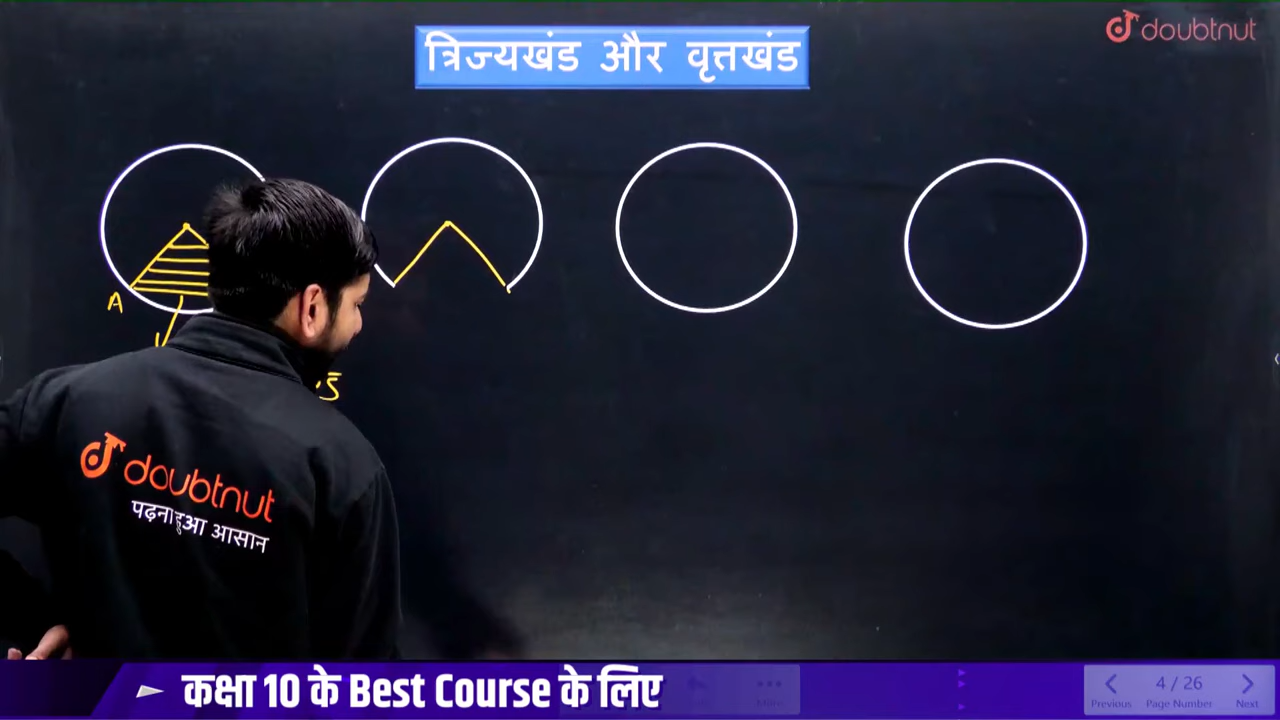 त्रिज्यखंड और वृत्तखंड
doubtnut
A
doubtnut
पढ़ना हुआ आसान
कक्षा 10 के Best Course के लिए
4 / 26
Previous Page Number Next